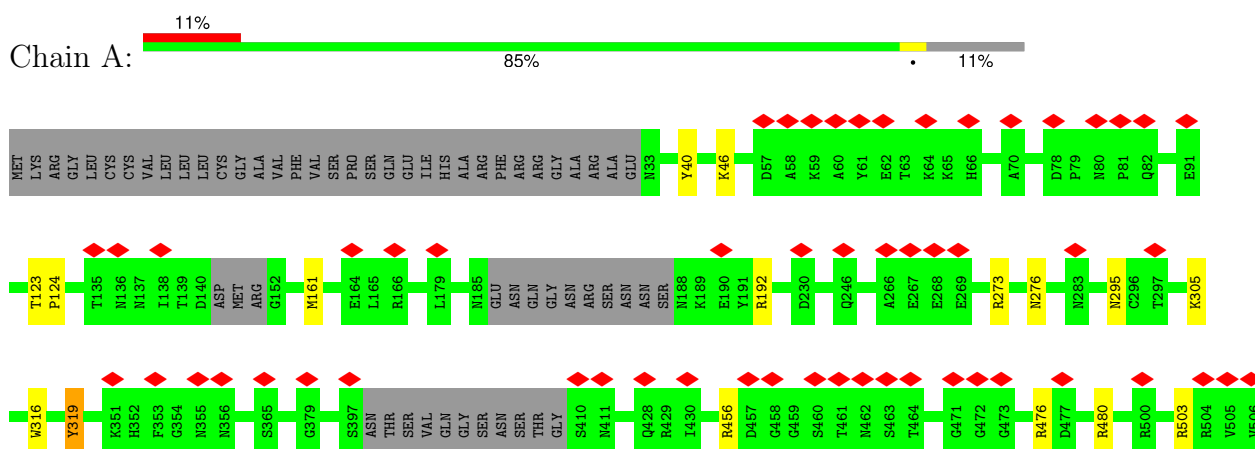 Chain A:
11%
85%
•
11%
MET LYS ARG GLY LEU CYS CYS VAL LEU LEU LEU CYS GLY ALA VAL PHE VAL SER PRO SER GLN GLU ILE HIS ALA ARG PHE ARG ARG GLY ALA ARG ALA GLU N33 Y40 K46 D57 A58 K59 A60 Y61 E62 T63 K64 K65 H66 A70 D78 P79 N80 P81 Q82 E91
T123 P124 T135 N136 N137 I138 T139 D140 ASP MET ARG G152 M161 E164 L165 R166 L179 N185 GLU ASN GLN GLY ASN ARG SER ASN ASN SER N188 K189 E190 Y191 R192 D230 Q246 A266 E267 E268 E269 R273 N276 N283 N295 C296 T297 K305
W316 Y319 K351 H352 F353 G354 N355 N356 S365 G379 S397 ASN THR SER VAL GLN GLY SER ASN SER THR GLY S410 N411 Q428 R429 I430 R456 D457 G458 G459 S460 T461 N462 S463 T464 G471 G472 G473 R476 D477 R480 R500 R503 R504 V505